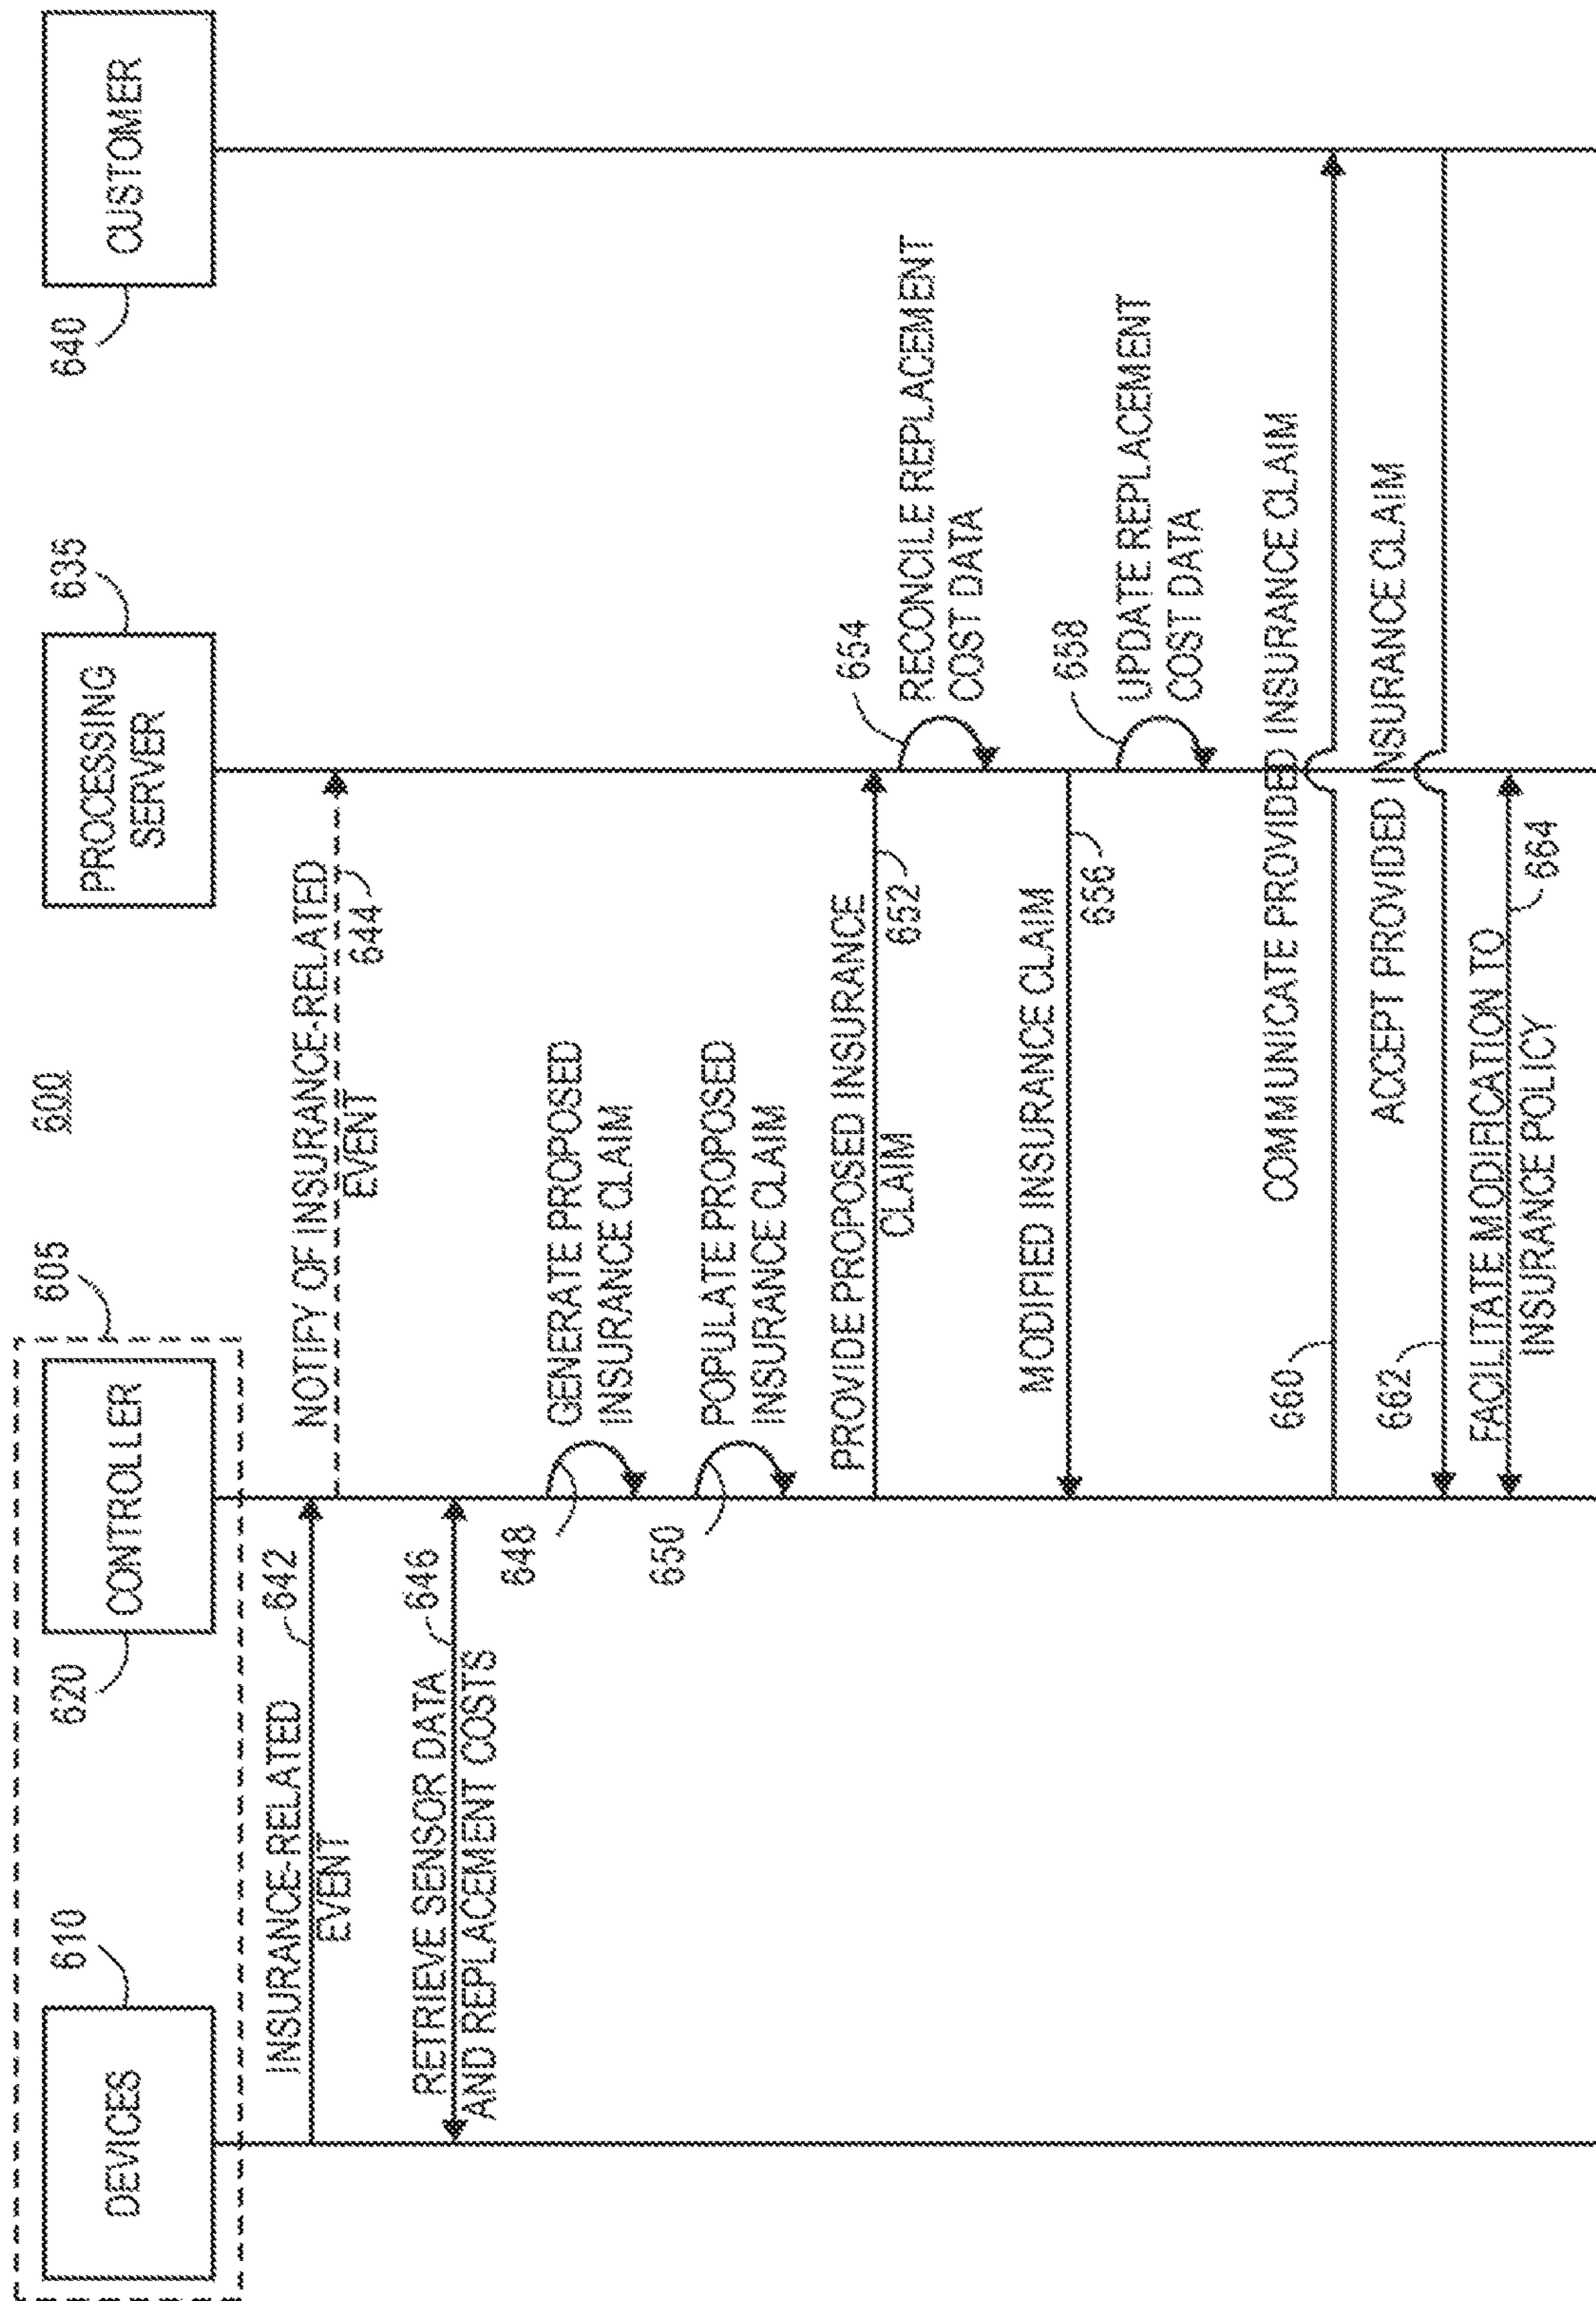 600
605
610
DEVICES
620
CONTROLLER
635
PROCESSING
SERVER
640
CUSTOMER
INSURANCE-RELATED
EVENT
642
NOTIFY OF INSURANCE-RELATED
EVENT
644
RETRIEVE SENSOR DATA
AND REPLACEMENT COSTS
646
648
GENERATE PROPOSED
INSURANCE CLAIM
650
POPULATE PROPOSED
INSURANCE CLAIM
PROVIDE PROPOSED INSURANCE
CLAIM
652
654
RECONCILE REPLACEMENT
COST DATA
MODIFIED INSURANCE CLAIM
656
658
UPDATE REPLACEMENT
COST DATA
660
COMMUNICATE PROVIDED INSURANCE CLAIM
662
ACCEPT PROVIDED INSURANCE CLAIM
FACILITATE MODIFICATION TO
INSURANCE POLICY
664